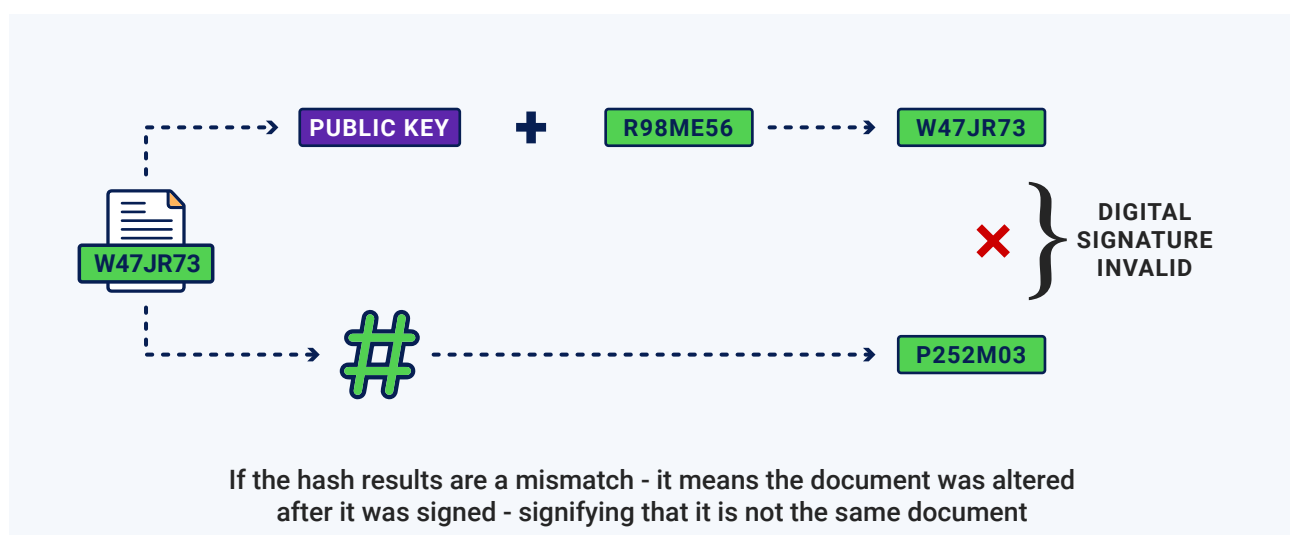 PUBLIC KEY
R98ME56
W47JR73
W47JR73
DIGITAL
SIGNATURE
INVALID
P252M03
If the hash results are a mismatch - it means the document was altered
after it was signed - signifying that it is not the same document